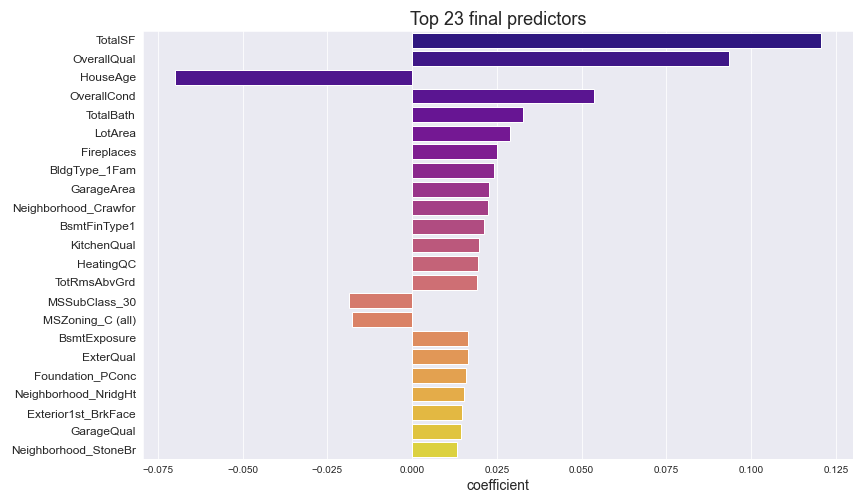 Top 23 final predictors
TotalSF
OverallQual
HouseAge
OverallCond
TotalBath
LotArea
Fireplaces
BldgType_1Fam
GarageArea
Neighborhood_Crawfor
BsmtFinType1
KitchenQual
HeatingQC
TotRmsAbvGrd
MSSubClass_30
MSZoning_C (all)
BsmtExposure
ExterQual
Foundation_PConc
Neighborhood_NridgHt
Exterior1st_BrkFace
GarageQual
Neighborhood_StoneBr
−0.075 −0.050 −0.025 0.000 0.025 0.050 0.075 0.100 0.125
coefficient